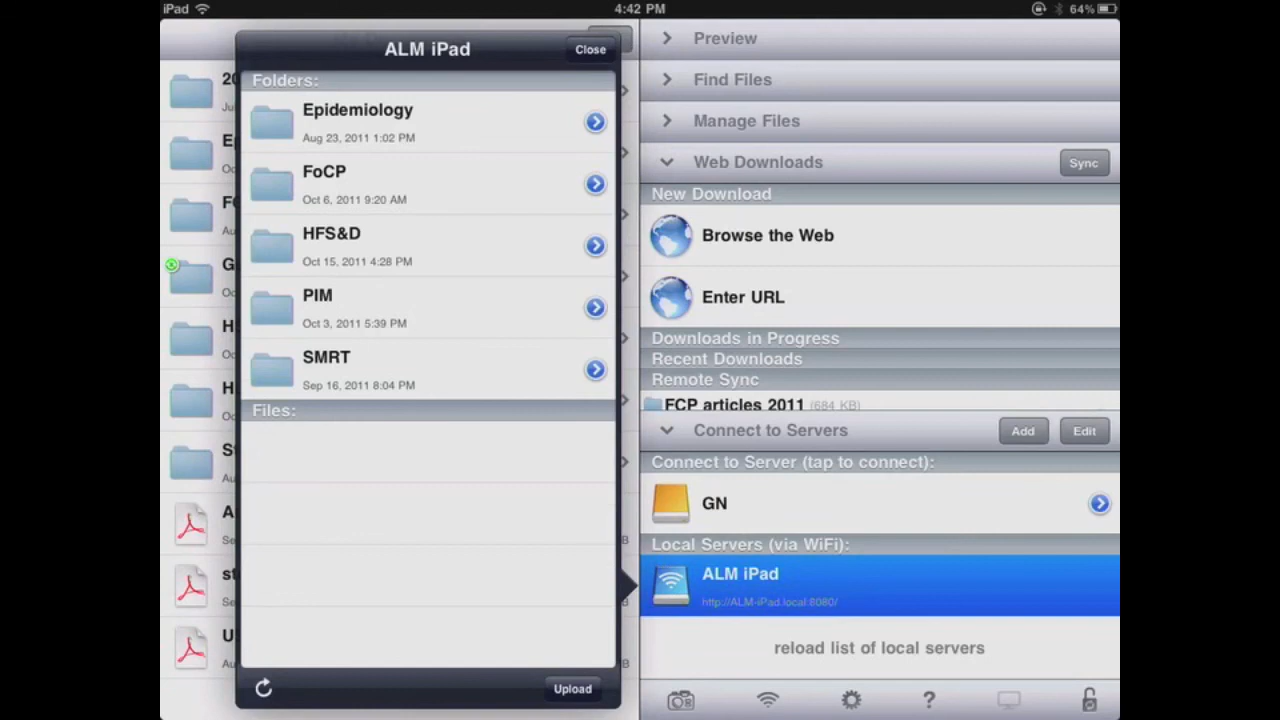 iPad
4:42 PM
64%
ALM iPad
Close
Folders:
Epidemiology
Aug 23, 2011 1:02 PM
FoCP
Oct 6, 2011 9:20 AM
HFS&D
Oct 15, 2011 4:28 PM
PIM
Oct 3, 2011 5:39 PM
SMRT
Sep 16, 2011 8:04 PM
Files:
Upload
Preview
Find Files
Manage Files
Web Downloads
Sync
New Download
Browse the Web
Enter URL
Downloads in Progress
Recent Downloads
Remote Sync
FCP articles 2011 (684 KB)
Connect to Servers
Add
Edit
Connect to Server (tap to connect):
GN
Local Servers (via WiFi):
ALM iPad
http://ALM-iPad.local:8080/
reload list of local servers
?